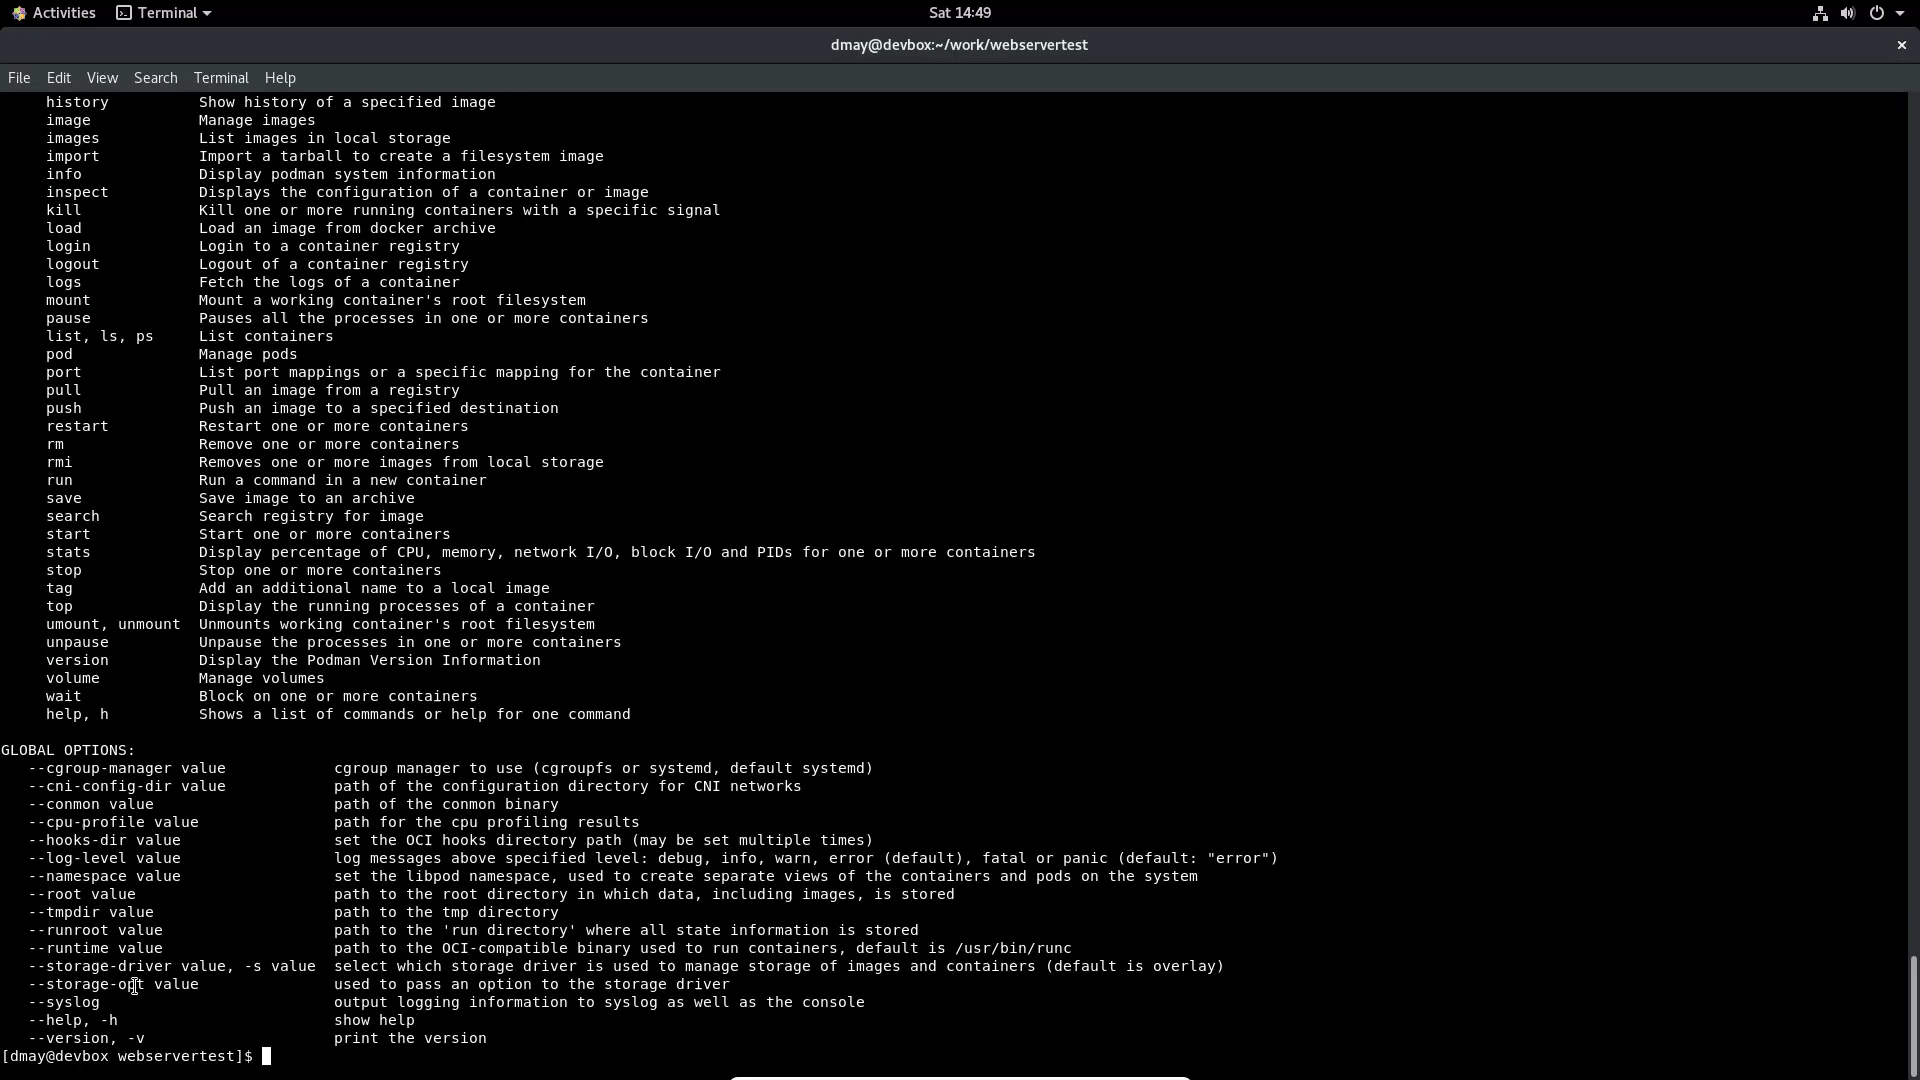 Activities Terminal Sat 14:49
dmay@devbox:~/work/webservertest ×
File Edit View Search Terminal Help
history Show history of a specified image
image Manage images
images List images in local storage
import Import a tarball to create a filesystem image
info Display podman system information
inspect Displays the configuration of a container or image
kill Kill one or more running containers with a specific signal
load Load an image from docker archive
login Login to a container registry
logout Logout of a container registry
logs Fetch the logs of a container
mount Mount a working container's root filesystem
pause Pauses all the processes in one or more containers
list, ls, ps List containers
pod Manage pods
port List port mappings or a specific mapping for the container
pull Pull an image from a registry
push Push an image to a specified destination
restart Restart one or more containers
rm Remove one or more containers
rmi Removes one or more images from local storage
run Run a command in a new container
save Save image to an archive
search Search registry for image
start Start one or more containers
stats Display percentage of CPU, memory, network I/O, block I/O and PIDs for one or more containers
stop Stop one or more containers
tag Add an additional name to a local image
top Display the running processes of a container
umount, unmount Unmounts working container's root filesystem
unpause Unpause the processes in one or more containers
version Display the Podman Version Information
volume Manage volumes
wait Block on one or more containers
help, h Shows a list of commands or help for one command
GLOBAL OPTIONS:
--cgroup-manager value cgroup manager to use (cgroupfs or systemd, default systemd)
--cni-config-dir value path of the configuration directory for CNI networks
--conmon value path of the conmon binary
--cpu-profile value path for the cpu profiling results
--hooks-dir value set the OCI hooks directory path (may be set multiple times)
--log-level value log messages above specified level: debug, info, warn, error (default), fatal or panic (default: "error")
--namespace value set the libpod namespace, used to create separate views of the containers and pods on the system
--root value path to the root directory in which data, including images, is stored
--tmpdir value path to the tmp directory
--runroot value path to the 'run directory' where all state information is stored
--runtime value path to the OCI-compatible binary used to run containers, default is /usr/bin/runc
--storage-driver value, -s value select which storage driver is used to manage storage of images and containers (default is overlay)
--storage-opt value used to pass an option to the storage driver
--syslog output logging information to syslog as well as the console
--help, -h show help
--version, -v print the version
[dmay@devbox webservertest]$